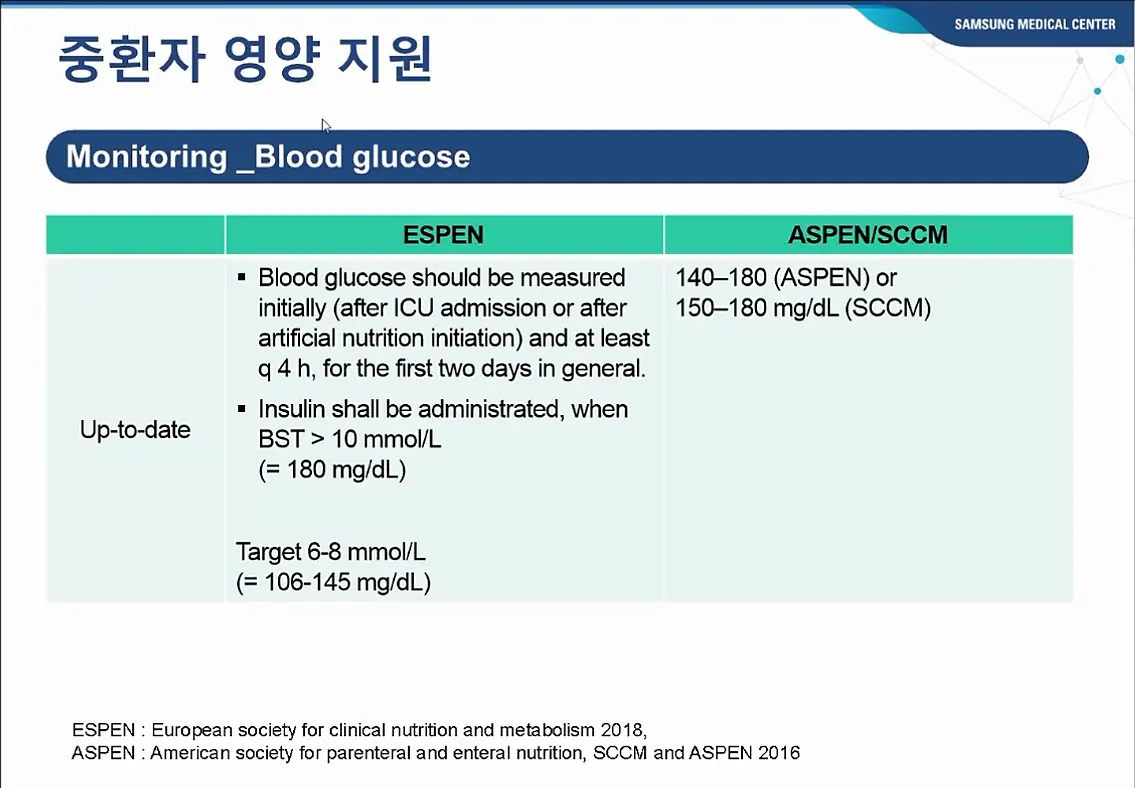 SAMSUNG MEDICAL CENTER
중환자 영양 지원
Monitoring _Blood glucose
ESPEN
ASPEN/SCCM
Up-to-date
▪ Blood glucose should be measured
initially (after ICU admission or after
artificial nutrition initiation) and at least
q 4 h, for the first two days in general.
▪ Insulin shall be administrated, when
BST > 10 mmol/L
(= 180 mg/dL)
Target 6-8 mmol/L
(= 106-145 mg/dL)
140–180 (ASPEN) or
150–180 mg/dL (SCCM)
ESPEN : European society for clinical nutrition and metabolism 2018,
ASPEN : American society for parenteral and enteral nutrition, SCCM and ASPEN 2016